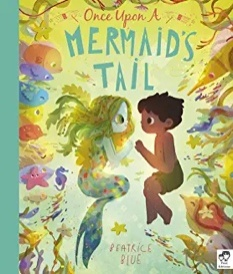 Once Upon A
MERMAID'S
TAIL
BEATRICE
BLUE